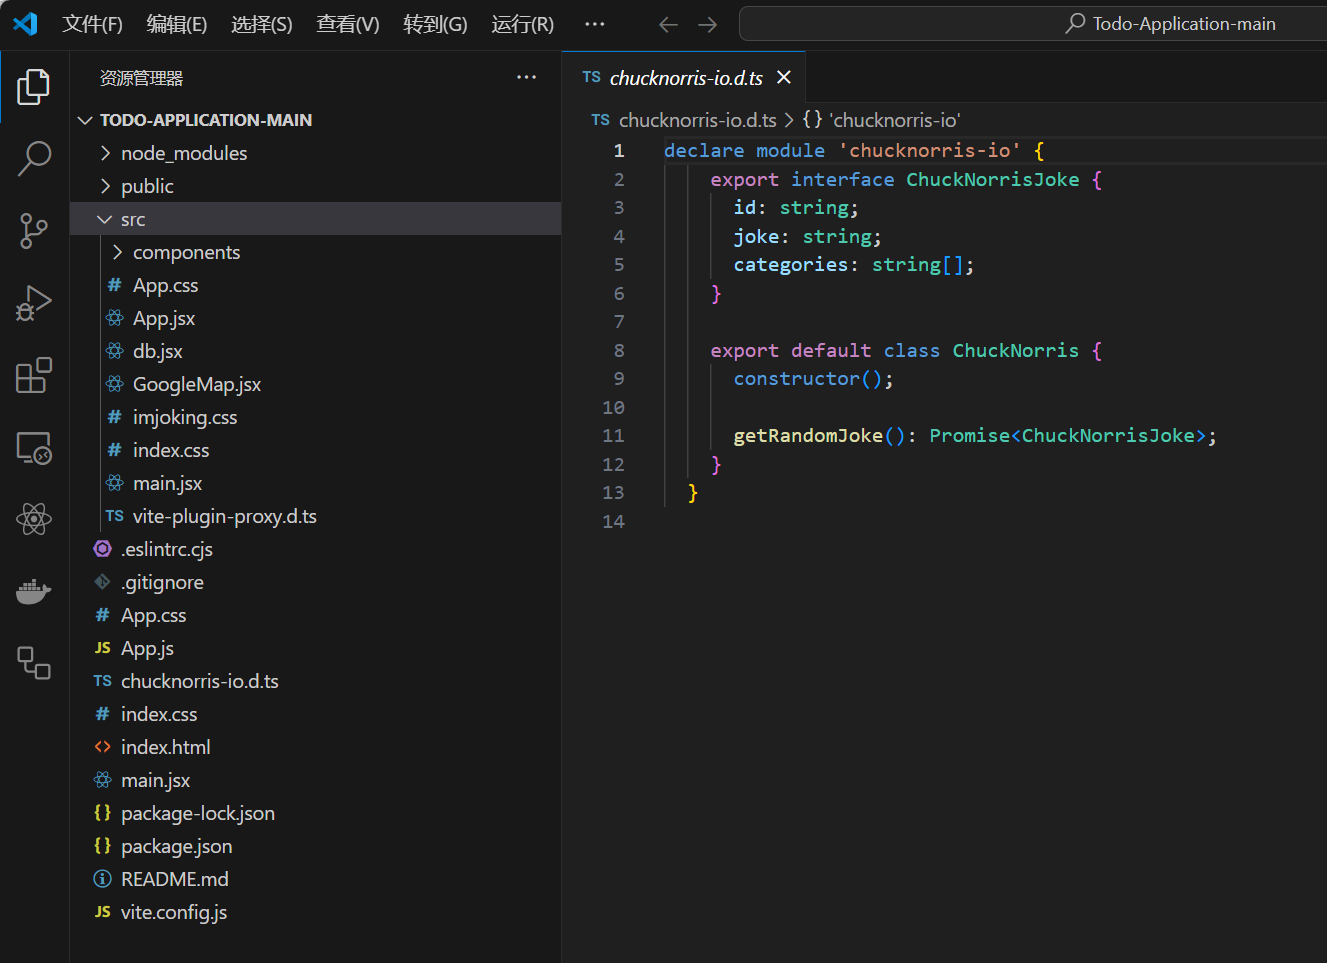 文件(F) 编辑(E) 选择(S) 查看(V) 转到(G) 运行(R) ··· Todo-Application-main
资源管理器 ···
TODO-APPLICATION-MAIN
node_modules
public
src
components
# App.css
App.jsx
db.jsx
GoogleMap.jsx
# imjoking.css
# index.css
main.jsx
TS vite-plugin-proxy.d.ts
.eslintrc.cjs
.gitignore
# App.css
JS App.js
TS chucknorris-io.d.ts
# index.css
<> index.html
main.jsx
{} package-lock.json
{} package.json
README.md
JS vite.config.js
TS chucknorris-io.d.ts
TS chucknorris-io.d.ts > {} 'chucknorris-io'
1 declare module 'chucknorris-io' {
2 export interface ChuckNorrisJoke {
3 id: string;
4 joke: string;
5 categories: string[];
6 }
7
8 export default class ChuckNorris {
9 constructor();
10
11 getRandomJoke(): Promise<ChuckNorrisJoke>;
12 }
13 }
14